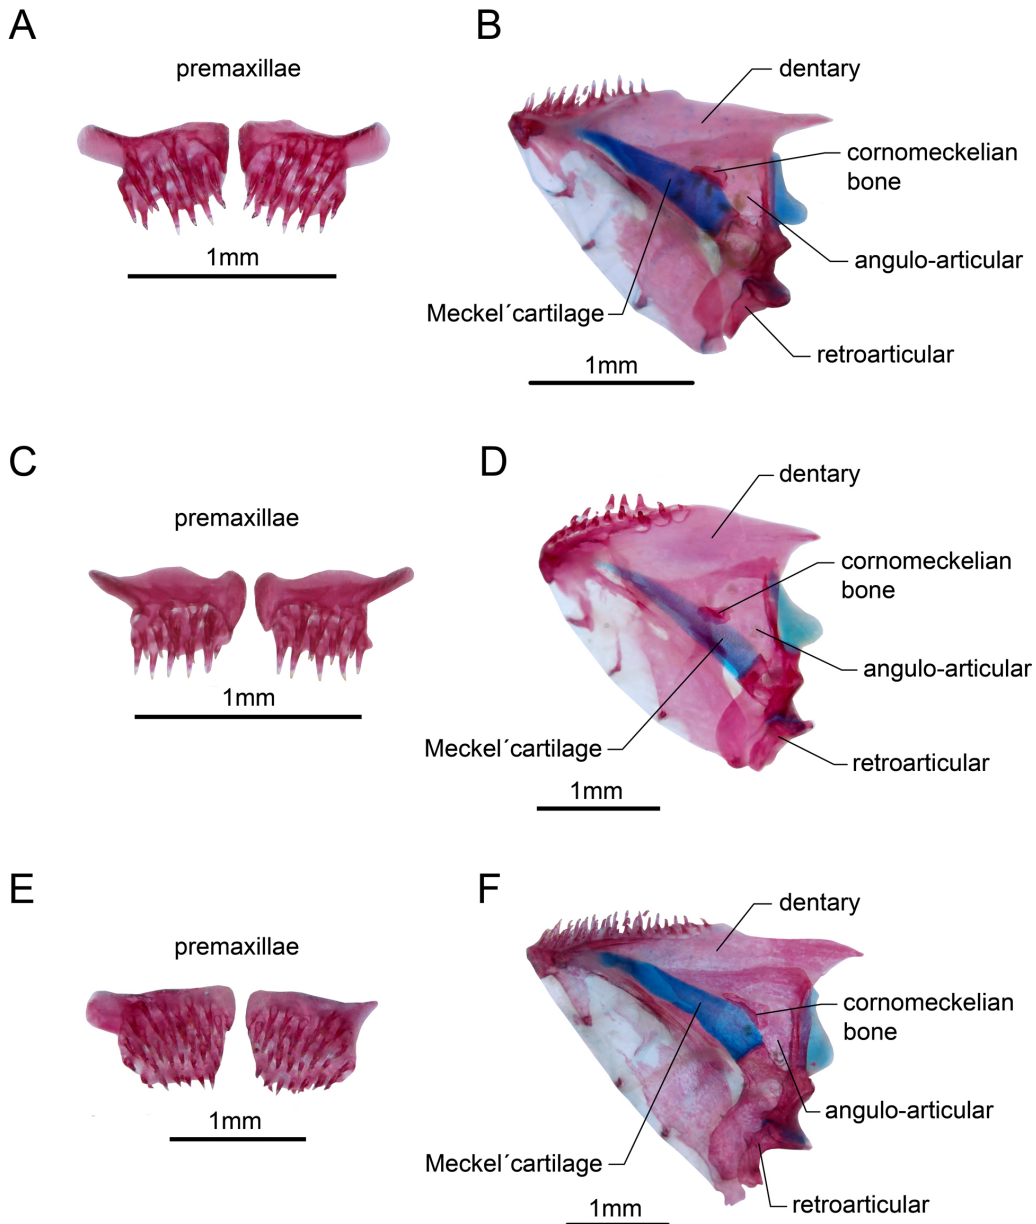 A
B
premaxillae
dentary
cornomeckelian
bone
1mm
angulo-articular
Meckel´cartilage
retroarticular
1mm
C
D
premaxillae
dentary
cornomeckelian
bone
angulo-articular
1mm
Meckel´cartilage
retroarticular
1mm
E
F
premaxillae
dentary
cornomeckelian
bone
1mm
angulo-articular
Meckel´cartilage
retroarticular
1mm